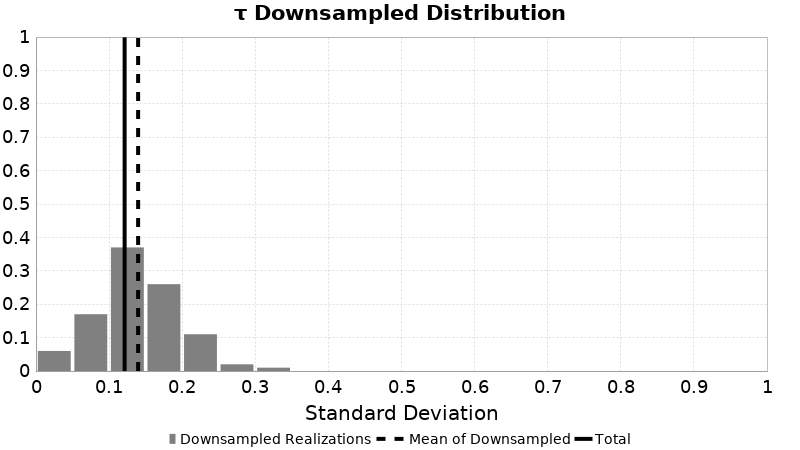 τ Downsampled Distribution
1
0.9
0.8
0.7
0.6
0.5
0.4
0.3
0.2
0.1
0
0 0.1 0.2 0.3 0.4 0.5 0.6 0.7 0.8 0.9 1
Standard Deviation
Downsampled Realizations Mean of Downsampled Total